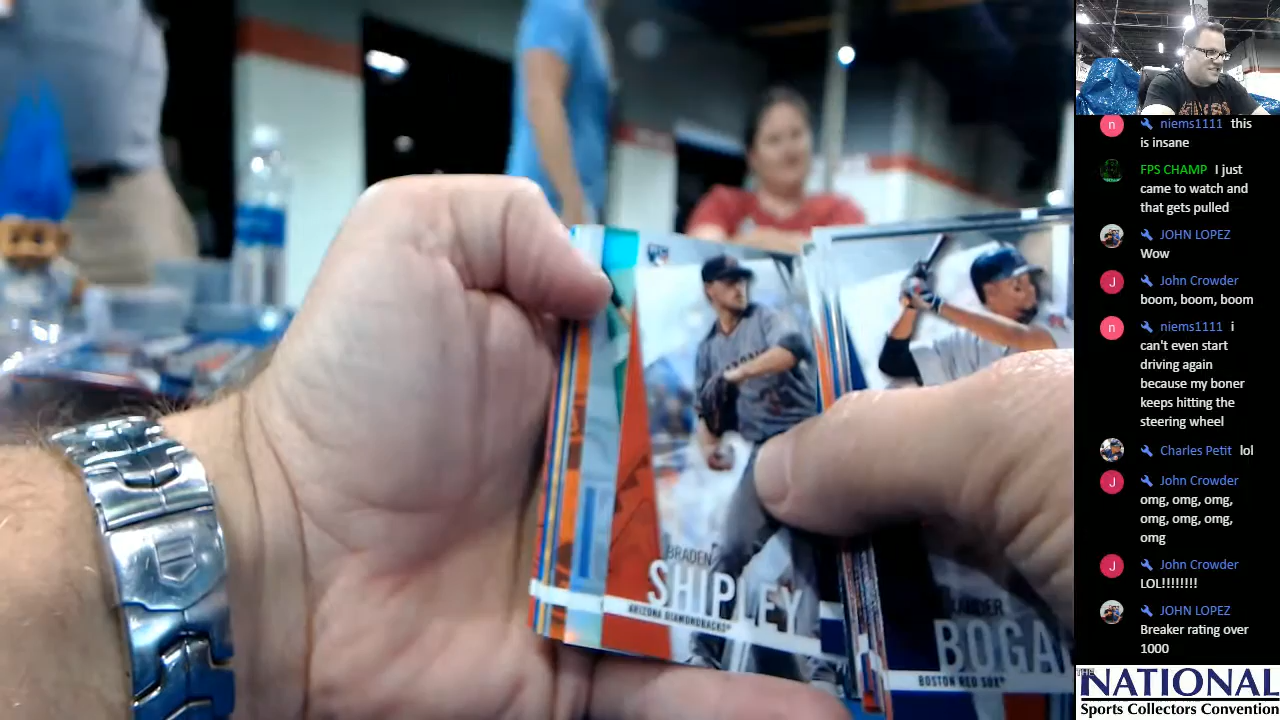 niems1111 this
is insane
FPS CHAMP I just
came to watch and
that gets pulled
JOHN LOPEZ
Wow
John Crowder
boom, boom, boom
niems1111 i
can't even start
driving again
because my boner
keeps hitting the
steering wheel
Charles Petit lol
John Crowder
omg, omg, omg,
omg, omg, omg,
omg
John Crowder
LOL!!!!!!!!
JOHN LOPEZ
Breaker rating over
1000
THE NATIONAL
Sports Collectors Convention
BRADEN
SHIPLEY
ARIZONA DIAMONDBACKS
BOGA
BOSTON RED SOX
n
J
n
J
J